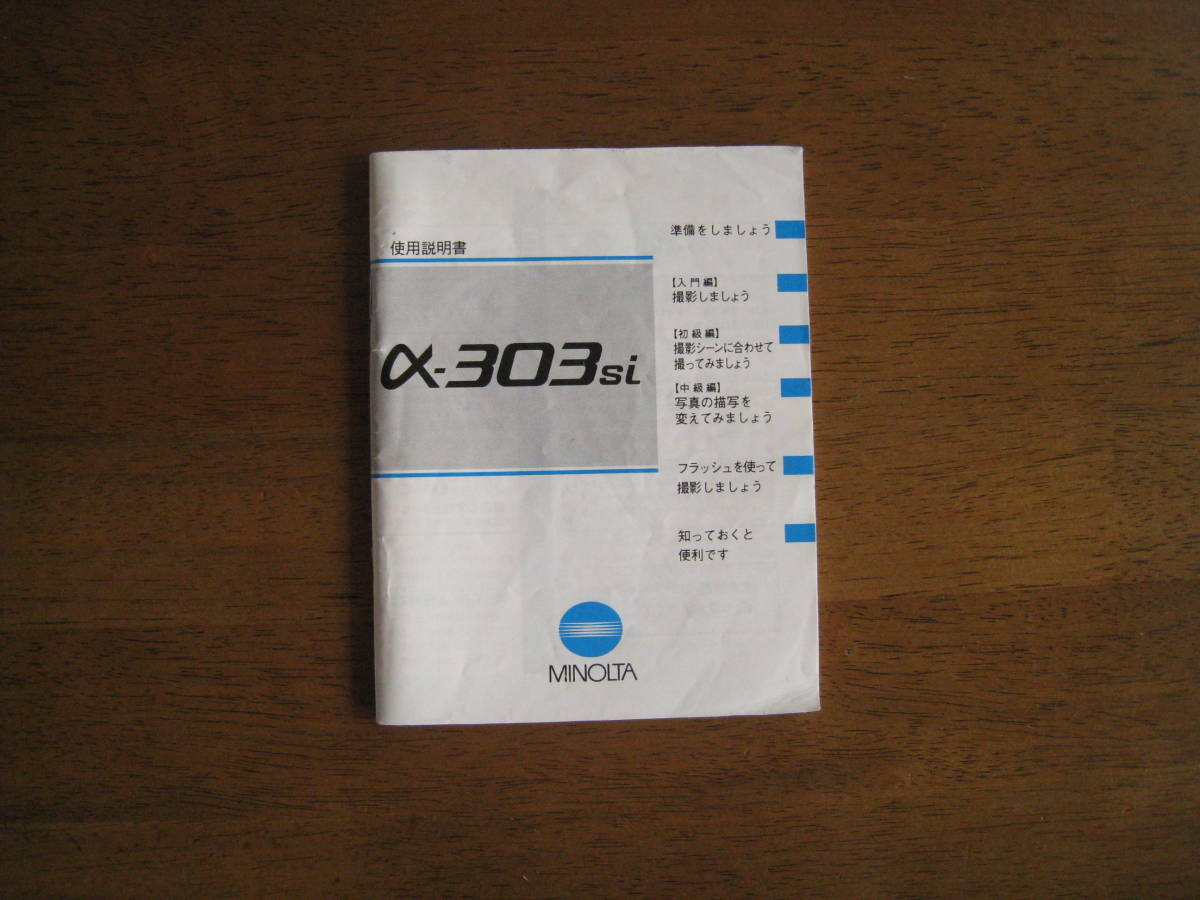 使用説明書
α-303si
準備をしましょう
【入門編】
撮影しましょう
【初級編】
撮影シーンに合わせて
撮ってみましょう
【中級編】
写真の描写を
変えてみましょう
フラッシュを使って
撮影しましょう
知っておくと
便利です
MINOLTA